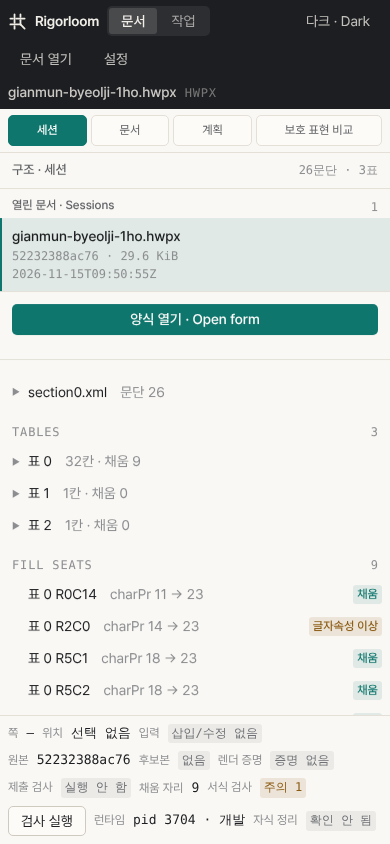 Rigorloom 문서 작업 다크 · Dark
문서 열기 설정
gianmun-byeolji-1ho.hwpx HWPX
세션 문서 계획 보호 표현 비교
구조 · 세션 26문단 · 3표
열린 문서 · Sessions 1
gianmun-byeolji-1ho.hwpx
52232388ac76 · 29.6 KiB
2026-11-15T09:50:55Z
양식 열기 · Open form
section0.xml 문단 26
TABLES 3
표 0 32칸 · 채움 9
표 1 1칸 · 채움 0
표 2 1칸 · 채움 0
FILL SEATS 9
표 0 R0C14 charPr 11 → 23 채움
표 0 R2C0 charPr 14 → 23 글자속성 이상
표 0 R5C1 charPr 18 → 23 채움
표 0 R5C2 charPr 18 → 23 채움
쪽 — 위치 선택 없음 입력 삽입/수정 없음
원본 52232388ac76 후보본 없음 렌더 증명 증명 없음
제출 검사 실행 안 함 채움 자리 9 서식 검사 주의 1
검사 실행 런타임 pid 3704 · 개발 자식 정리 확인 안 됨